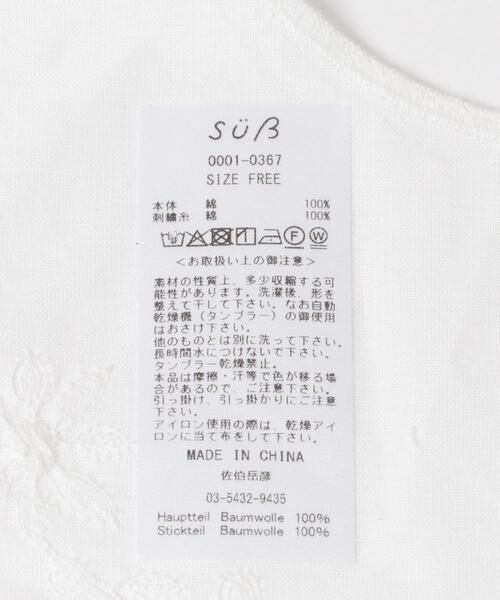 süß
0001-0367
SIZE FREE
本体 綿 100%
刺繍糸 綿 100%
＜お取扱い上の御注意＞
素材の性質上、多少収縮する可
能性があります。洗濯後、形を
整えて干して下さい。なお自動
乾燥機（タンブラー）の御使用
はおさけ下さい。
他のものとは別に洗って下さい。
長時間水につけないで下さい。
タンブラー乾燥禁止。
本品は摩擦・汗等で色が移る場
合があるので、ご注意下さい。
引っ掛け、引っ掛かりにご注意
下さい。
アイロン使用の際は、乾燥アイ
ロンに当て布をして下さい。
MADE IN CHINA
佐伯岳彦
03-5432-9435
Hauptteil Baumwolle 100%
Stickteil Baumwolle 100%